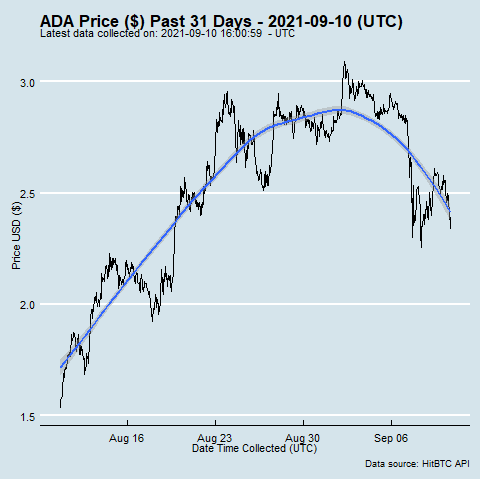 ADA Price ($) Past 31 Days - 2021-09-10 (UTC)
Latest data collected on: 2021-09-10 16:00:59 - UTC
3.0
2.5
2.0
1.5
Price USD ($)
Aug 16 Aug 23 Aug 30 Sep 06
Date Time Collected (UTC)
Data source: HitBTC API